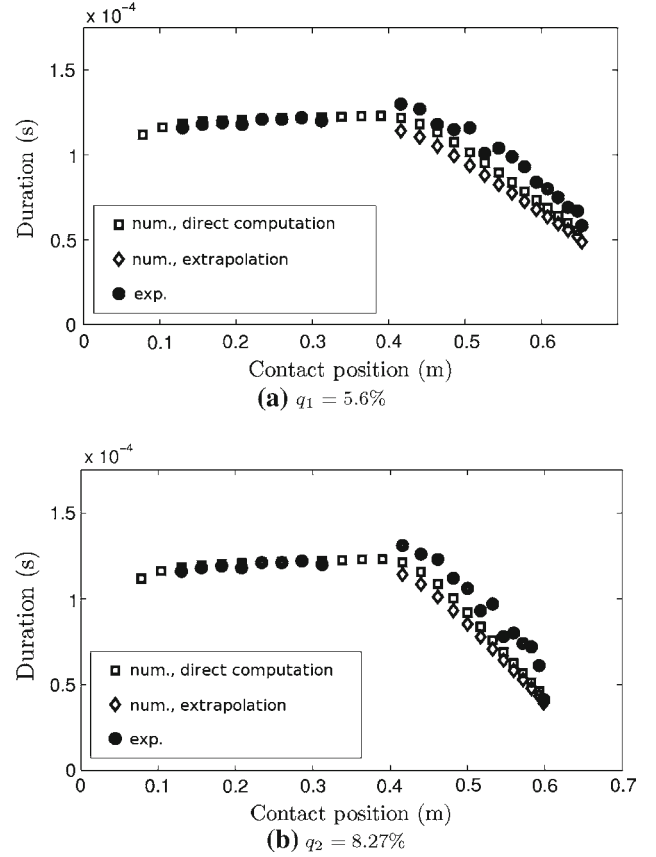 x 10⁻⁴
1.5
1
0.5
0
Duration (s)
num., direct computation
num., extrapolation
exp.
0 0.1 0.2 0.3 0.4 0.5 0.6
Contact position (m)
(a) q₁ = 5.6%
x 10⁻⁴
1.5
1
0.5
0
Duration (s)
num., direct computation
num., extrapolation
exp.
0 0.1 0.2 0.3 0.4 0.5 0.6 0.7
Contact position (m)
(b) q₂ = 8.27%